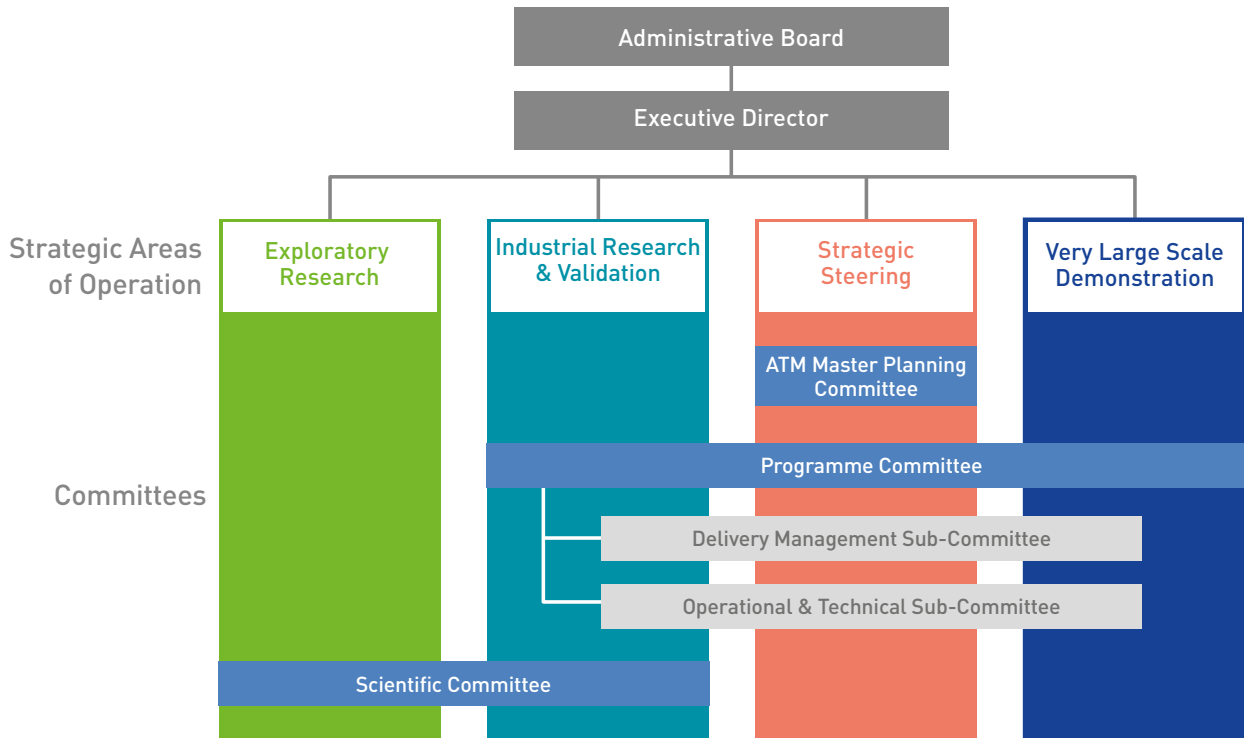 Administrative Board
Executive Director
Strategic Areas
of Operation
Exploratory
Research
Industrial Research
& Validation
Strategic
Steering
Very Large Scale
Demonstration
ATM Master Planning
Committee
Programme Committee
Committees
Delivery Management Sub-Committee
Operational & Technical Sub-Committee
Scientific Committee